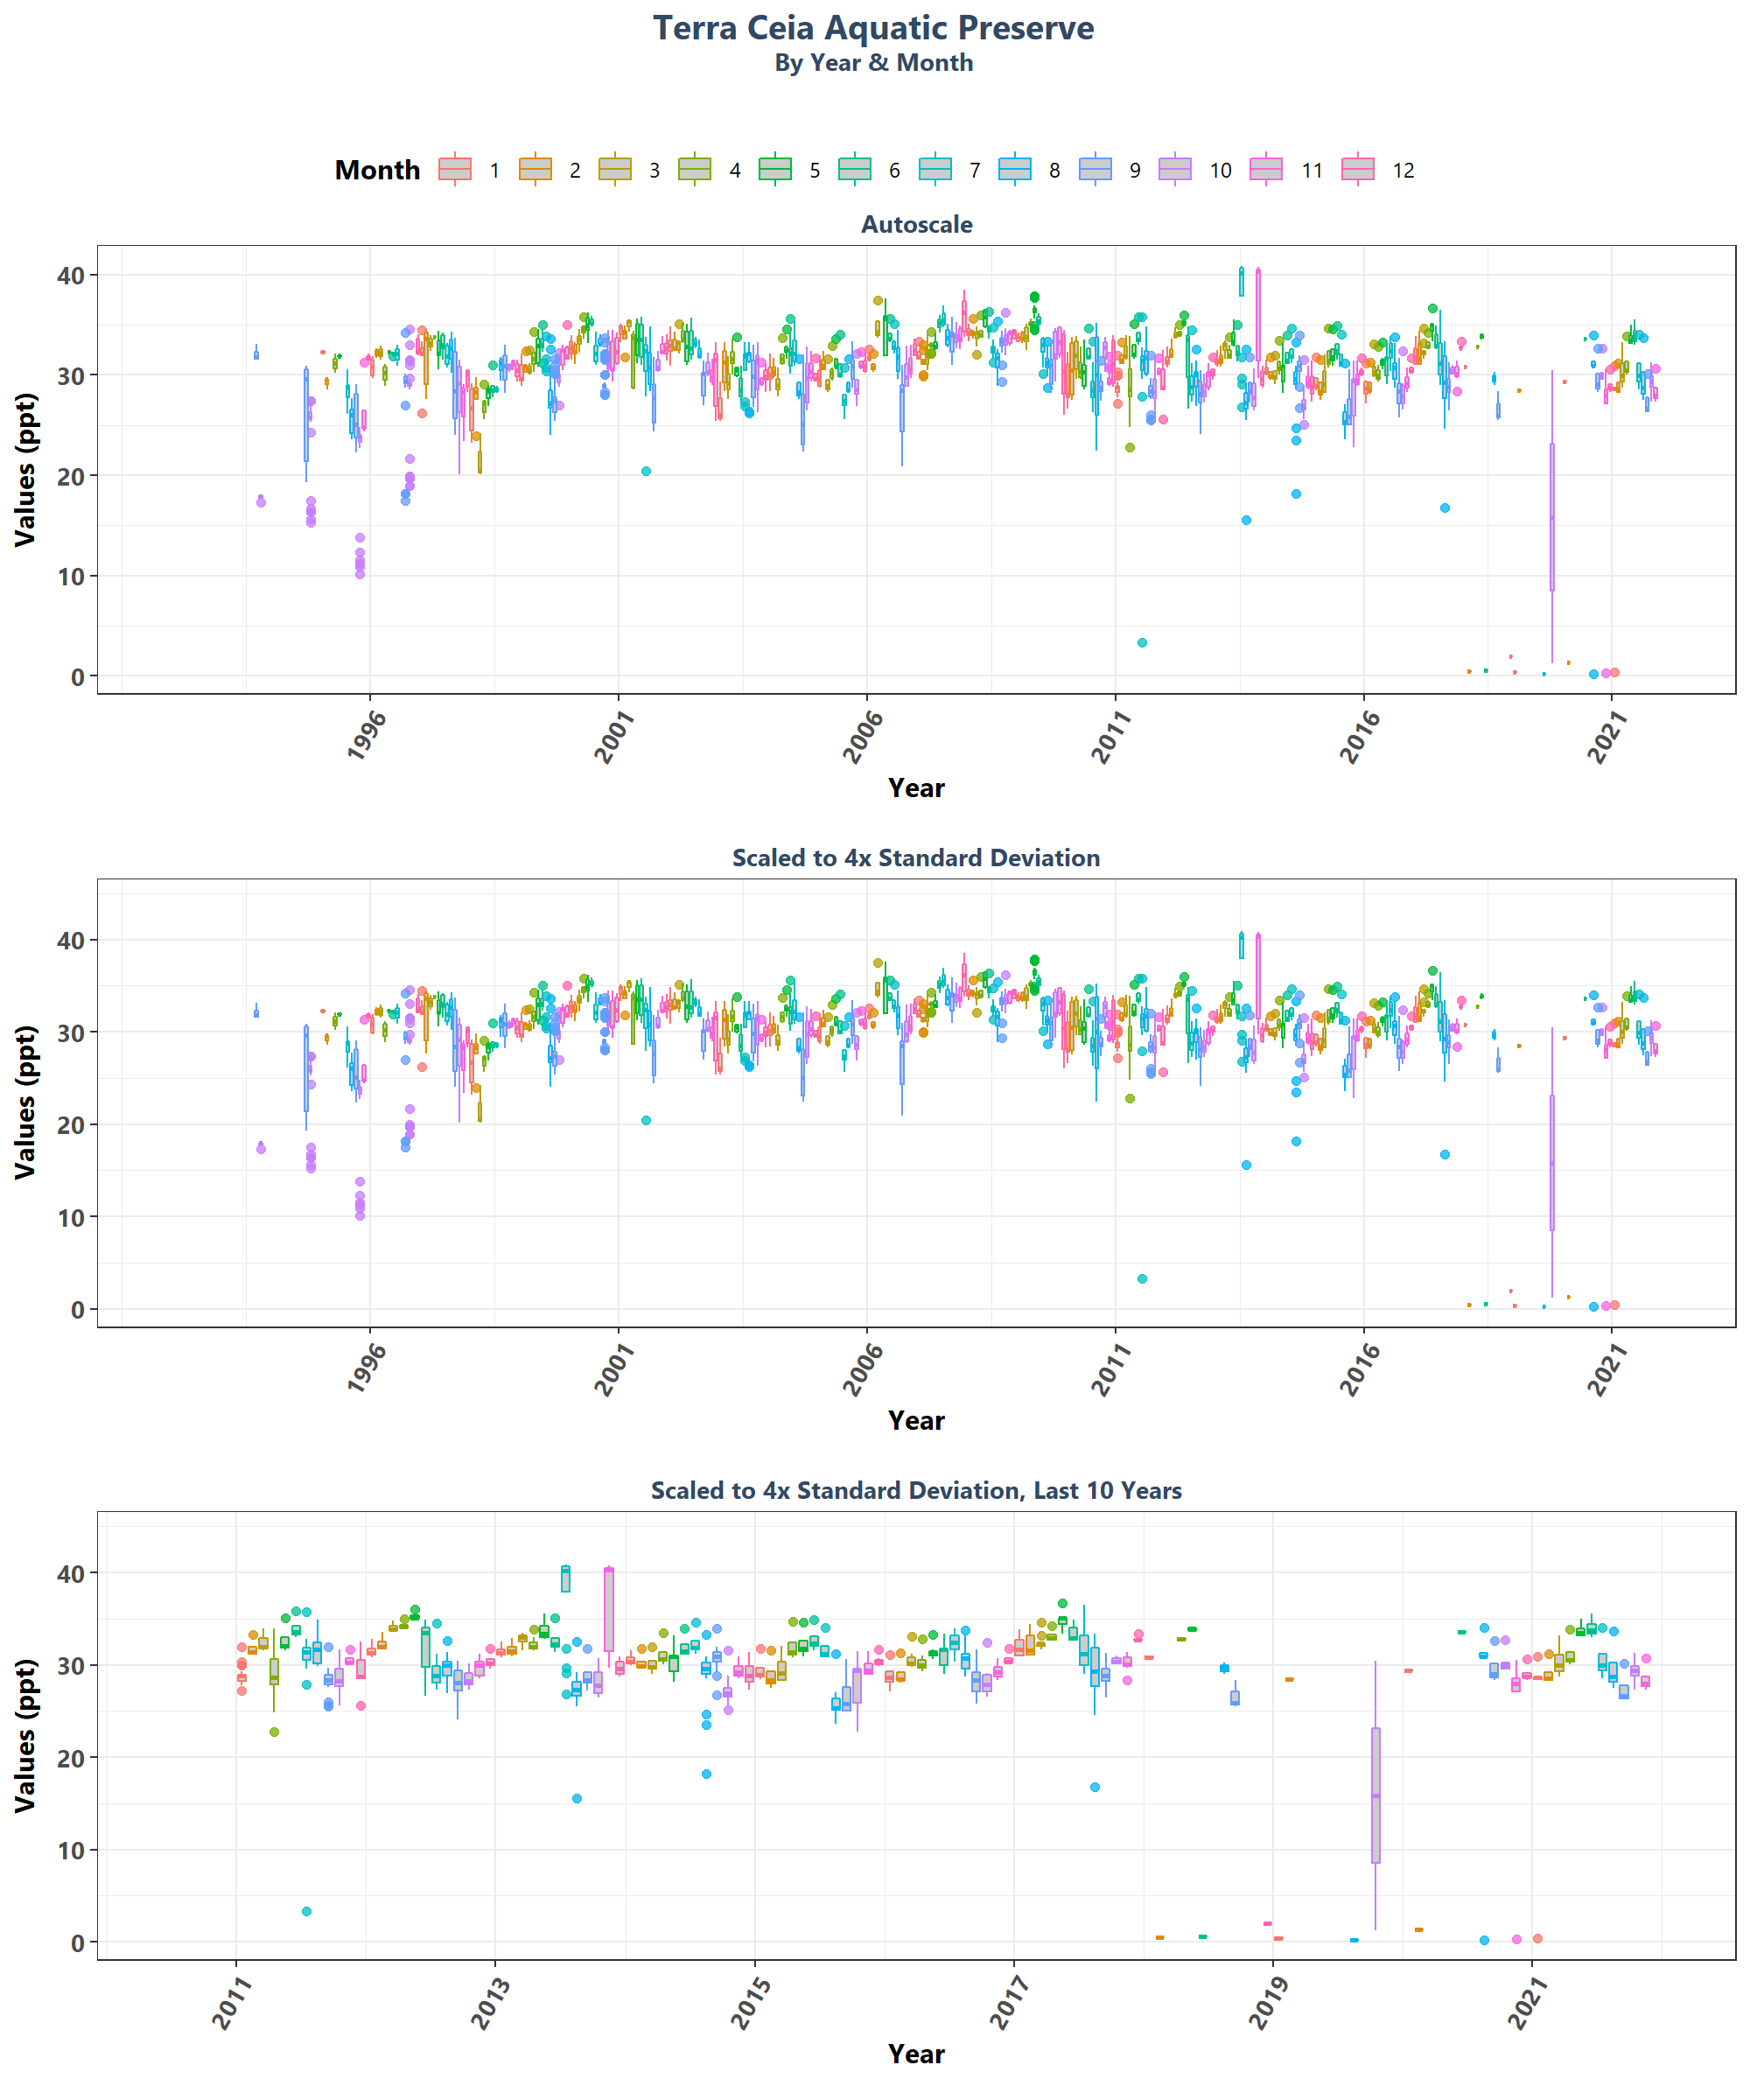 Terra Ceia Aquatic Preserve
By Year & Month
Month 1 2 3 4 5 6 7 8 9 10 11 12
Autoscale
Values (ppt)
40
30
20
10
0
1996 2001 2006 2011 2016 2021
Year
Scaled to 4x Standard Deviation
Values (ppt)
40
30
20
10
0
1996 2001 2006 2011 2016 2021
Year
Scaled to 4x Standard Deviation, Last 10 Years
Values (ppt)
40
30
20
10
0
2011 2013 2015 2017 2019 2021
Year